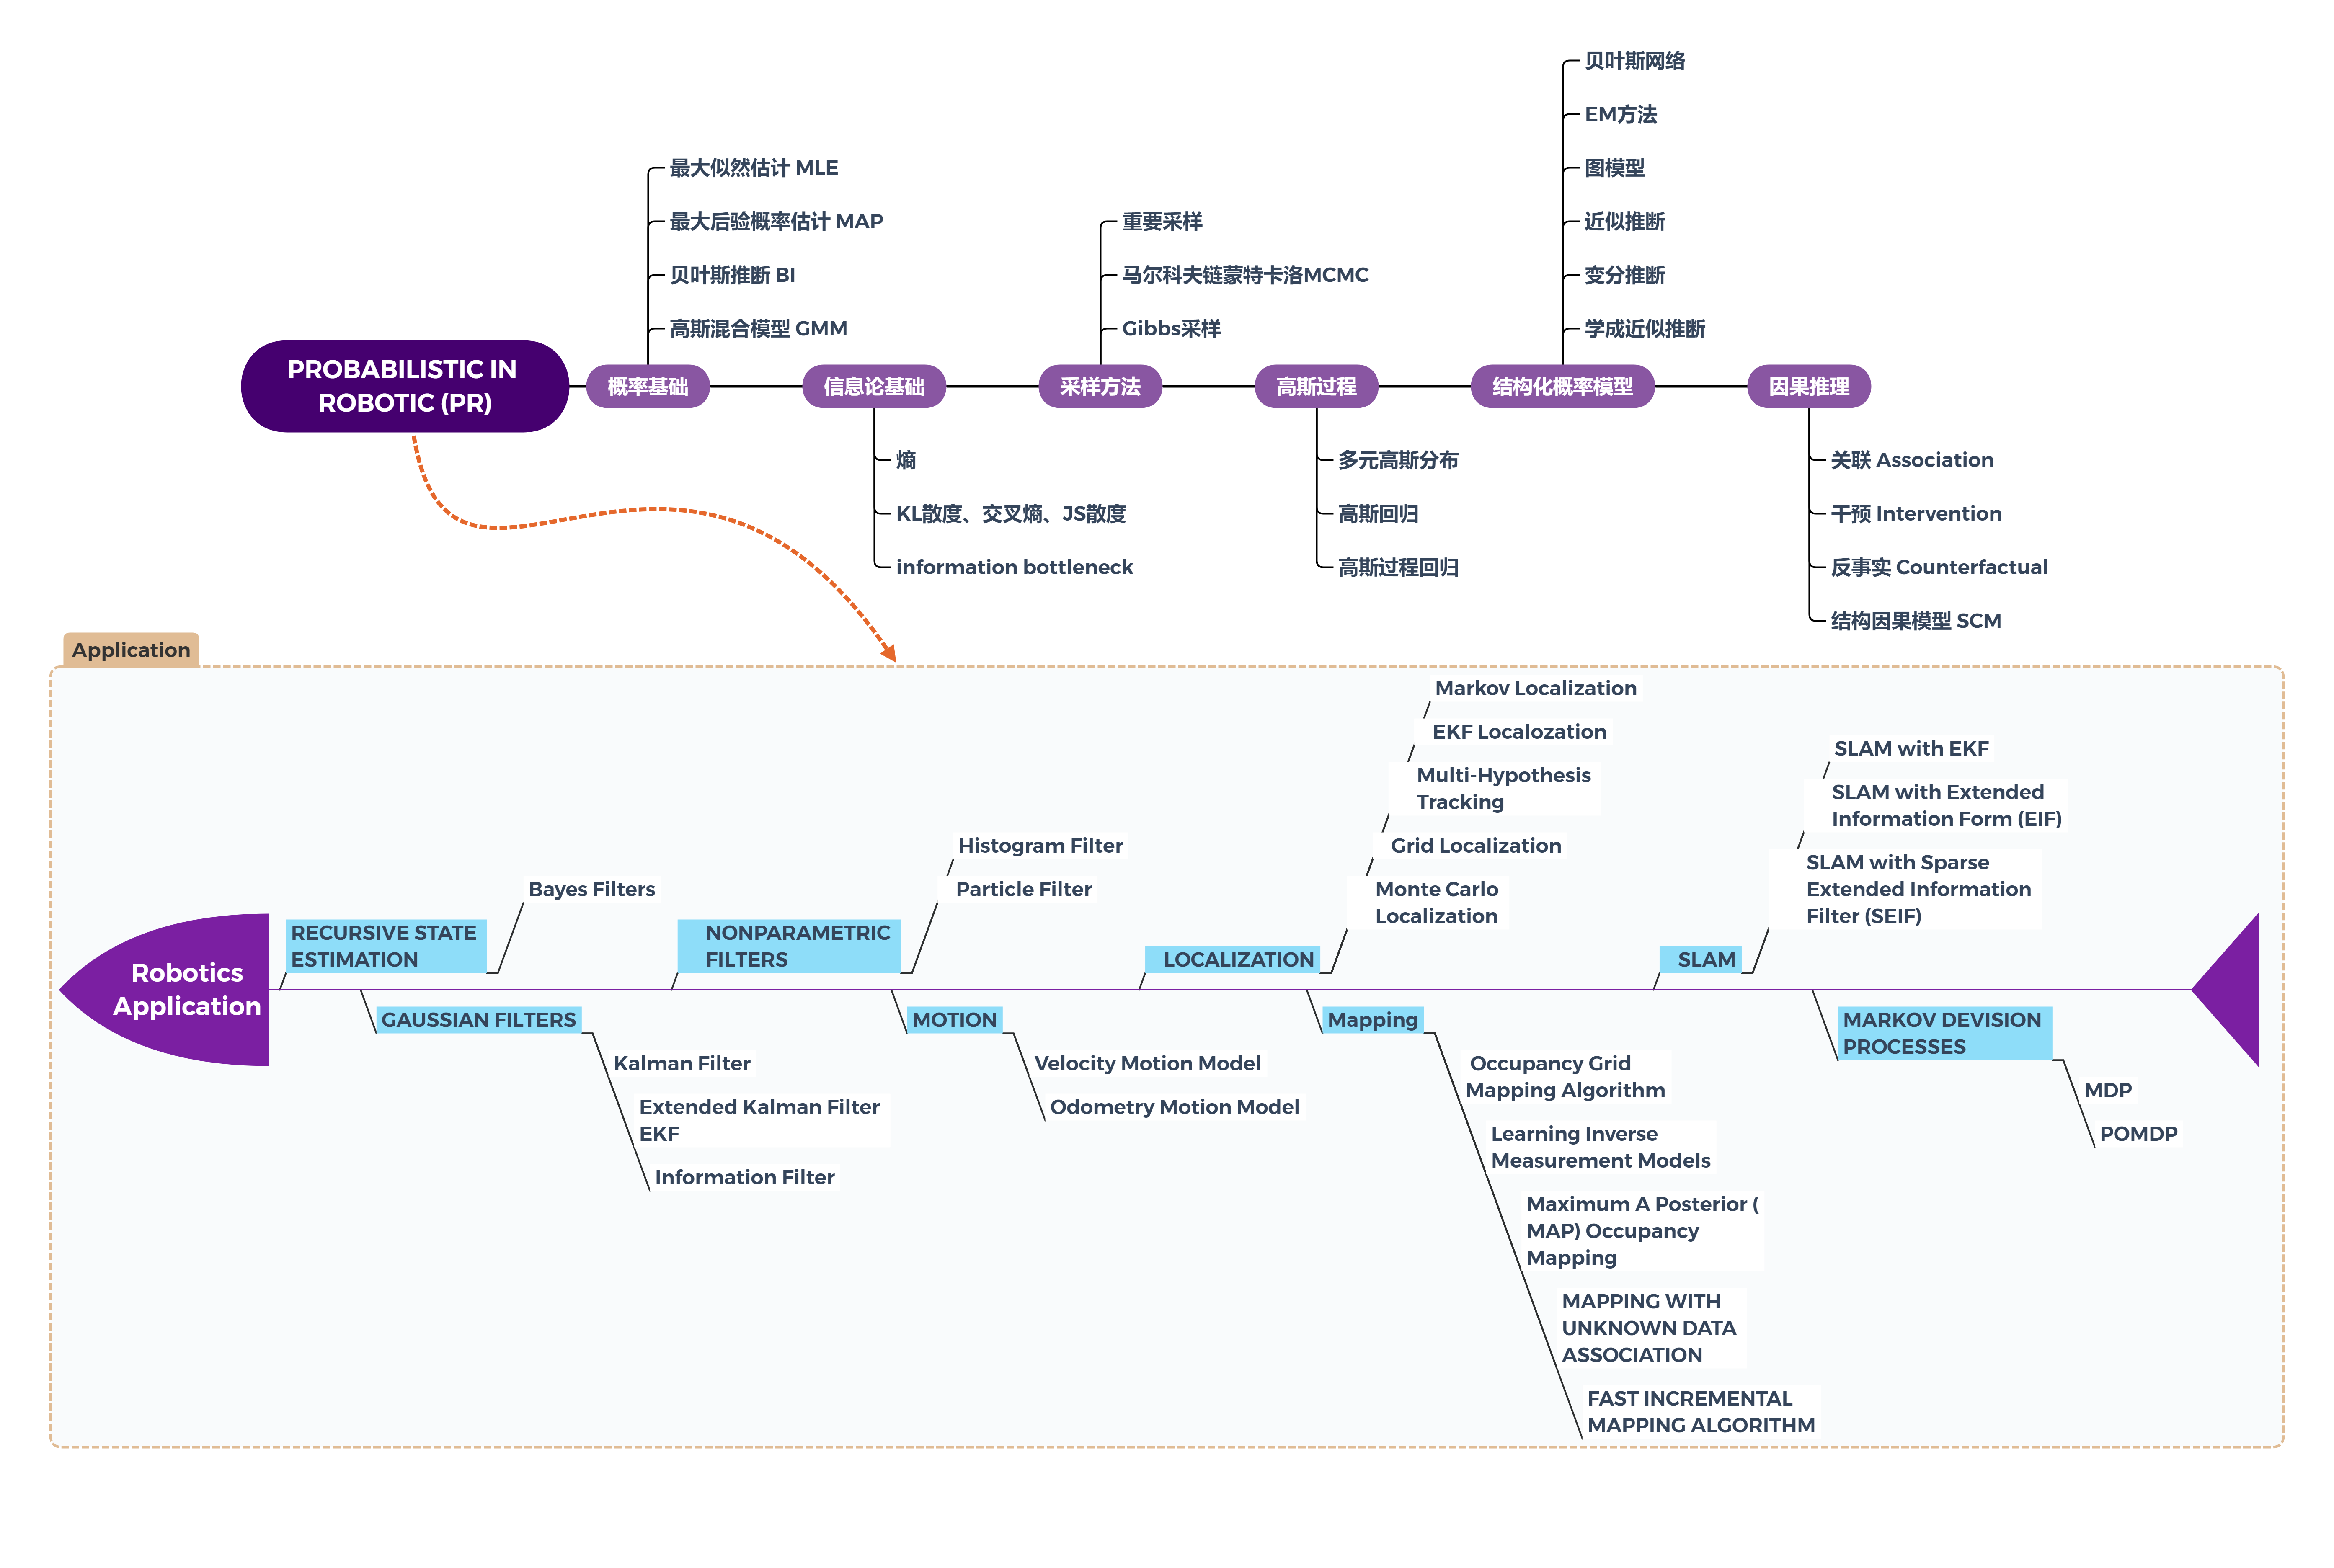 PROBABILISTIC IN
ROBOTIC (PR)
概率基础
最大似然估计 MLE
最大后验概率估计 MAP
贝叶斯推断 BI
高斯混合模型 GMM
信息论基础
熵
KL散度、交叉熵、JS散度
information bottleneck
采样方法
重要采样
马尔科夫链蒙特卡洛MCMC
Gibbs采样
高斯过程
多元高斯分布
高斯回归
高斯过程回归
结构化概率模型
贝叶斯网络
EM方法
图模型
近似推断
变分推断
学成近似推断
因果推理
关联 Association
干预 Intervention
反事实 Counterfactual
结构因果模型 SCM
Application
Robotics
Application
RECURSIVE STATE
ESTIMATION
Bayes Filters
GAUSSIAN FILTERS
Kalman Filter
Extended Kalman Filter
EKF
Information Filter
NONPARAMETRIC
FILTERS
Histogram Filter
Particle Filter
MOTION
Velocity Motion Model
Odometry Motion Model
LOCALIZATION
Markov Localization
EKF Localozation
Multi-Hypothesis
Tracking
Grid Localization
Monte Carlo
Localization
Mapping
Occupancy Grid
Mapping Algorithm
Learning Inverse
Measurement Models
Maximum A Posterior (
MAP) Occupancy
Mapping
MAPPING WITH
UNKNOWN DATA
ASSOCIATION
FAST INCREMENTAL
MAPPING ALGORITHM
SLAM
SLAM with EKF
SLAM with Extended
Information Form (EIF)
SLAM with Sparse
Extended Information
Filter (SEIF)
MARKOV DEVISION
PROCESSES
MDP
POMDP